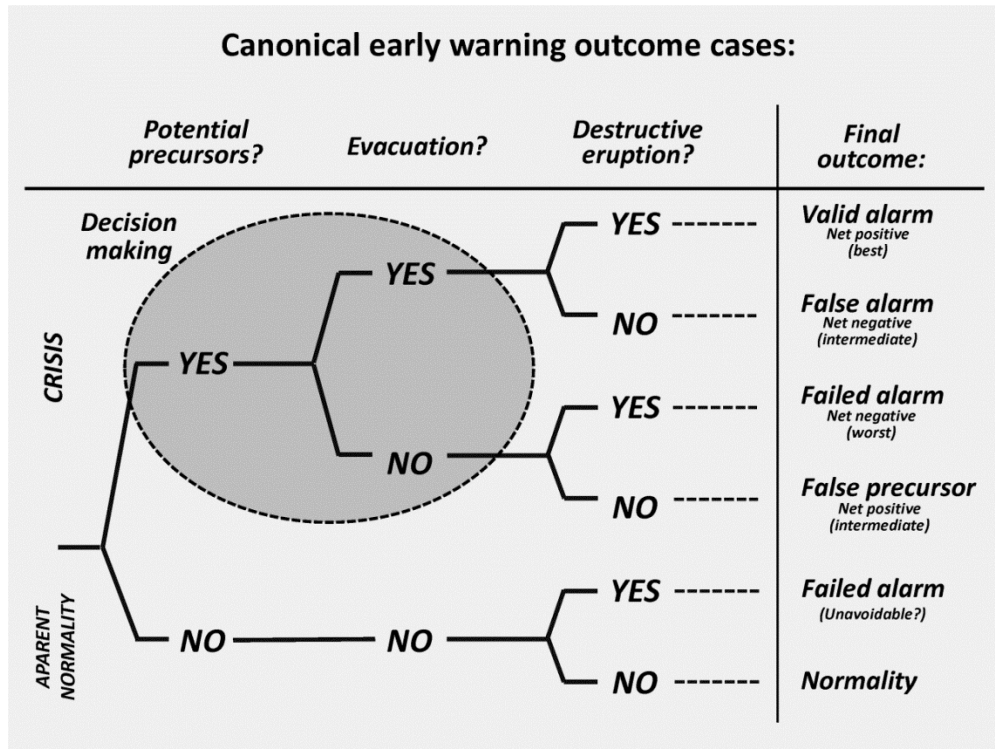 Canonical early warning outcome cases:
Potential
precursors?
Evacuation?
Destructive
eruption?
Final
outcome:
Decision
making
CRISIS
APPARENT
NORMALITY
YES
YES
YES
Valid alarm
Net positive
(best)
NO
False alarm
Net negative
(intermediate)
NO
YES
Failed alarm
Net negative
(worst)
NO
False precursor
Net positive
(intermediate)
NO
NO
YES
Failed alarm
(Unavoidable?)
NO
Normality